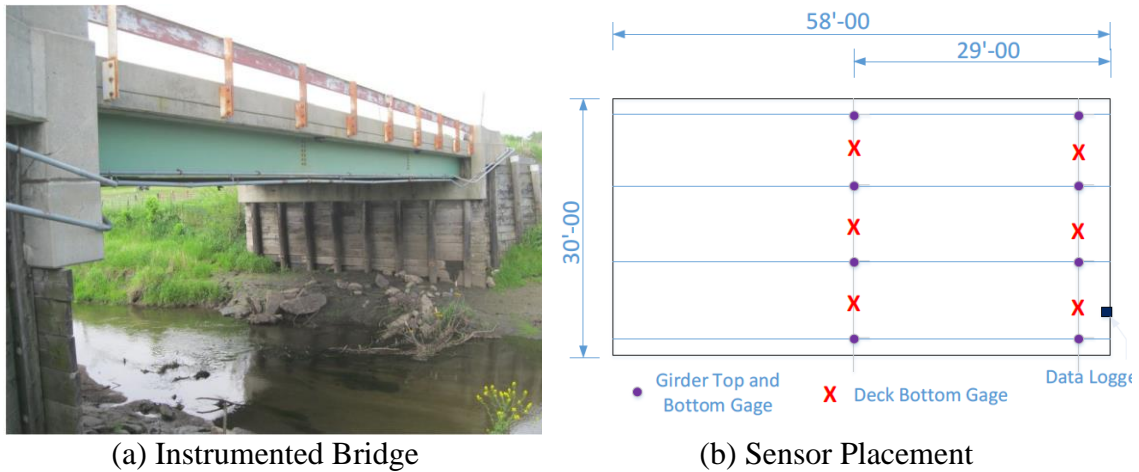 58'-00
29'-00
30'-00
Girder Top and
Bottom Gage
X Deck Bottom Gage
Data Logge
(a) Instrumented Bridge
(b) Sensor Placement